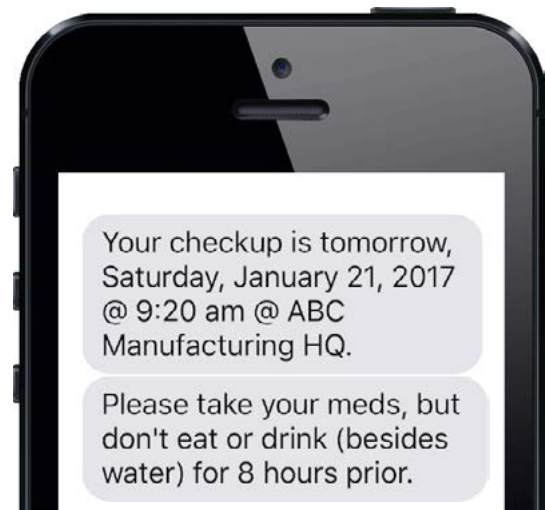 Your checkup is tomorrow,
Saturday, January 21, 2017
@ 9:20 am @ ABC
Manufacturing HQ.
Please take your meds, but
don't eat or drink (besides
water) for 8 hours prior.